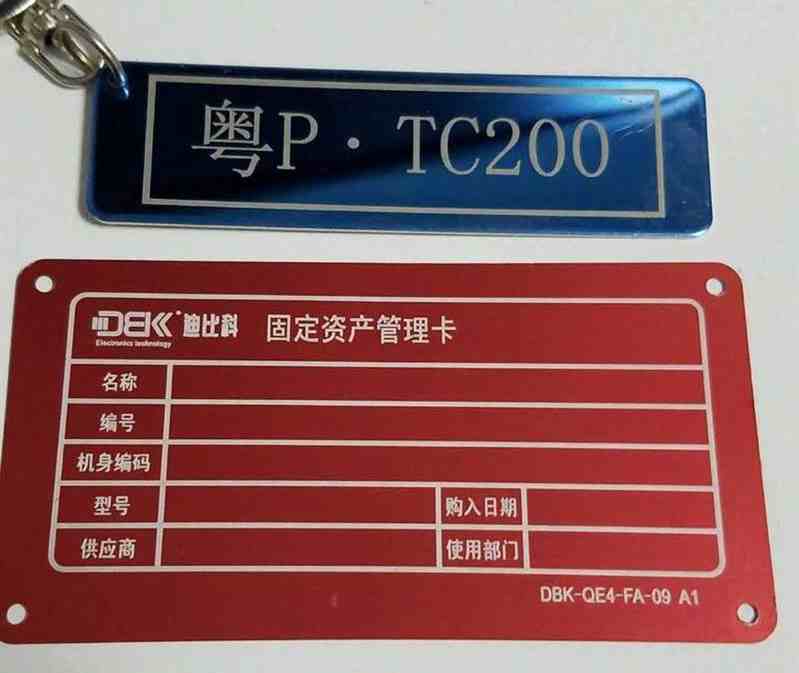 粤P·TC200
DBK 迪比科 固定资产管理卡
Electronics technology
名称
编号
机身编码
型号 购入日期
供应商 使用部门
DBK-QE4-FA-09 A1